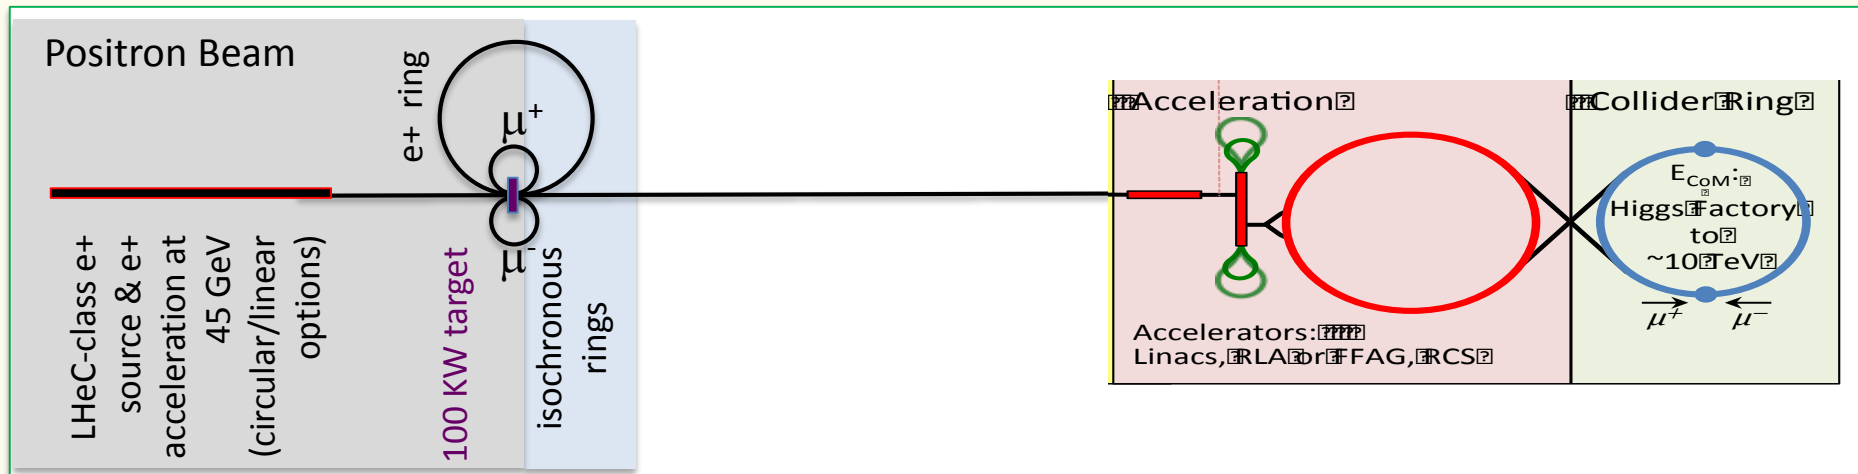 Positron Beam
e+ ring
μ+
μ-
LHeC-class e+
source & e+
acceleration at
45 GeV
(circular/linear
options)
100 KW target
isochronous
rings
Acceleration
Collider Ring
ECoM:
Higgs Factory
to
~10 TeV
μ+ μ−
Accelerators:
Linacs, RLA or FFAG, RCS